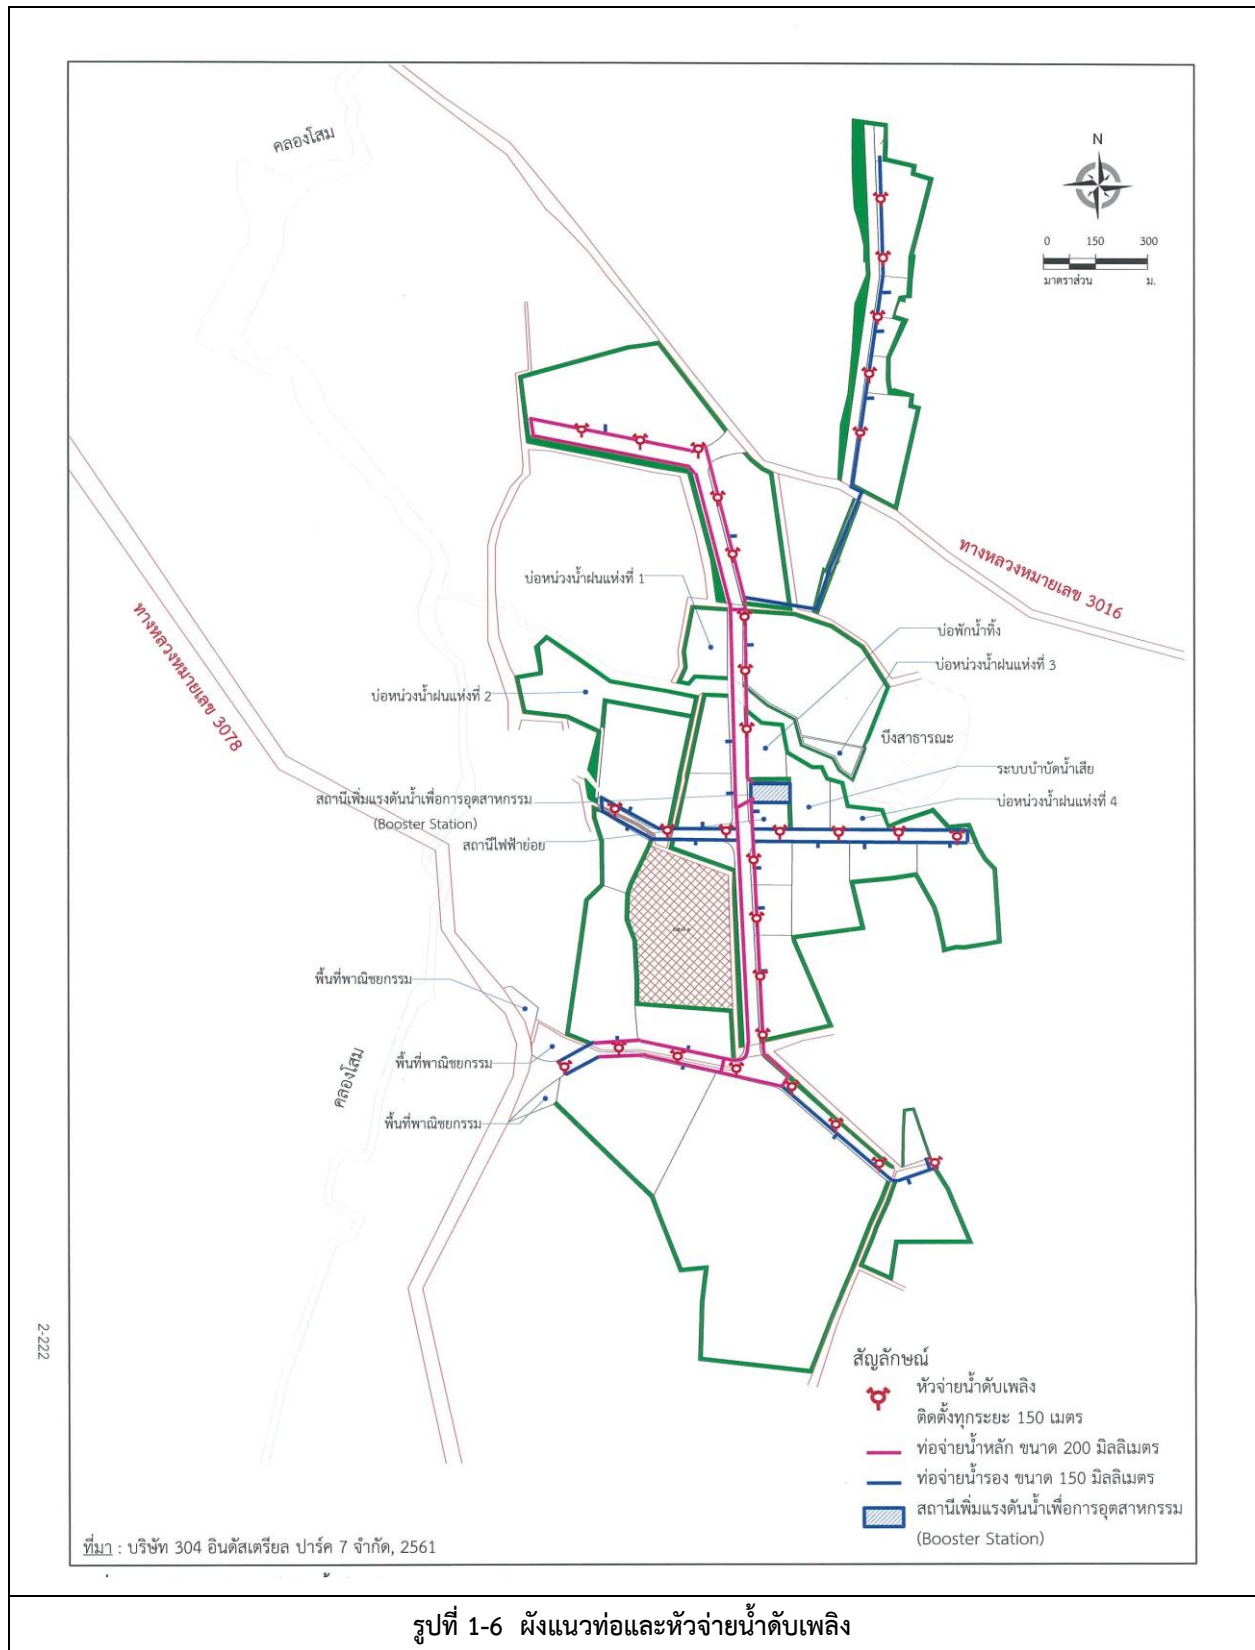 คลองโสม
N
0 150 300
มาตราส่วน ม.
ทางหลวงหมายเลข 3016
บ่อหน่วงน้ำฝนแห่งที่ 1
บ่อพักน้ำทิ้ง
บ่อหน่วงน้ำฝนแห่งที่ 3
ทางหลวงหมายเลข 3078
บ่อหน่วงน้ำฝนแห่งที่ 2
บึงสาธารณะ
ระบบบำบัดน้ำเสีย
สถานีเพิ่มแรงดันน้ำเพื่อการอุตสาหกรรม
(Booster Station)
บ่อหน่วงน้ำฝนแห่งที่ 4
สถานีไฟฟ้าย่อย
พื้นที่พาณิชยกรรม
พื้นที่พาณิชยกรรม
คลองโสม
พื้นที่พาณิชยกรรม
2-222
สัญลักษณ์
หัวจ่ายน้ำดับเพลิง
ติดตั้งทุกระยะ 150 เมตร
ท่อจ่ายน้ำหลัก ขนาด 200 มิลลิเมตร
ท่อจ่ายน้ำรอง ขนาด 150 มิลลิเมตร
สถานีเพิ่มแรงดันน้ำเพื่อการอุตสาหกรรม
(Booster Station)
ที่มา : บริษัท 304 อินดัสเตรียล ปาร์ค 7 จำกัด, 2561
รูปที่ 1-6 ผังแนวท่อและหัวจ่ายน้ำดับเพลิง